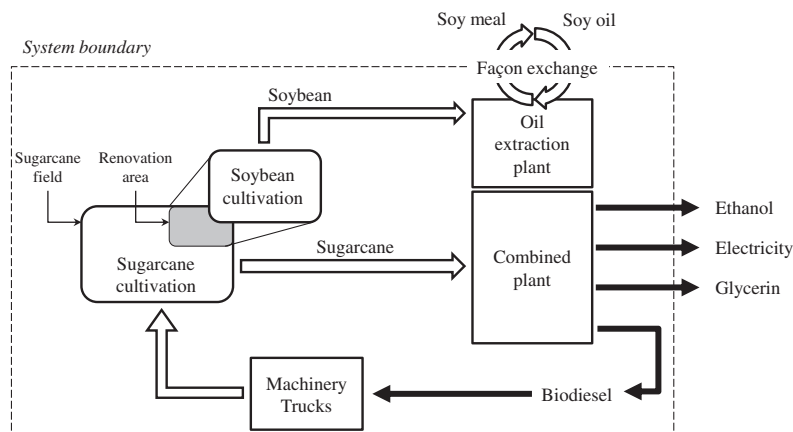 Soy meal
Soy oil
System boundary
Façon exchange
Soybean
Oil
extraction
plant
Sugarcane
field
Renovation
area
Soybean
cultivation
Ethanol
Sugarcane
Combined
plant
Electricity
Sugarcane
cultivation
Glycerin
Machinery
Trucks
Biodiesel